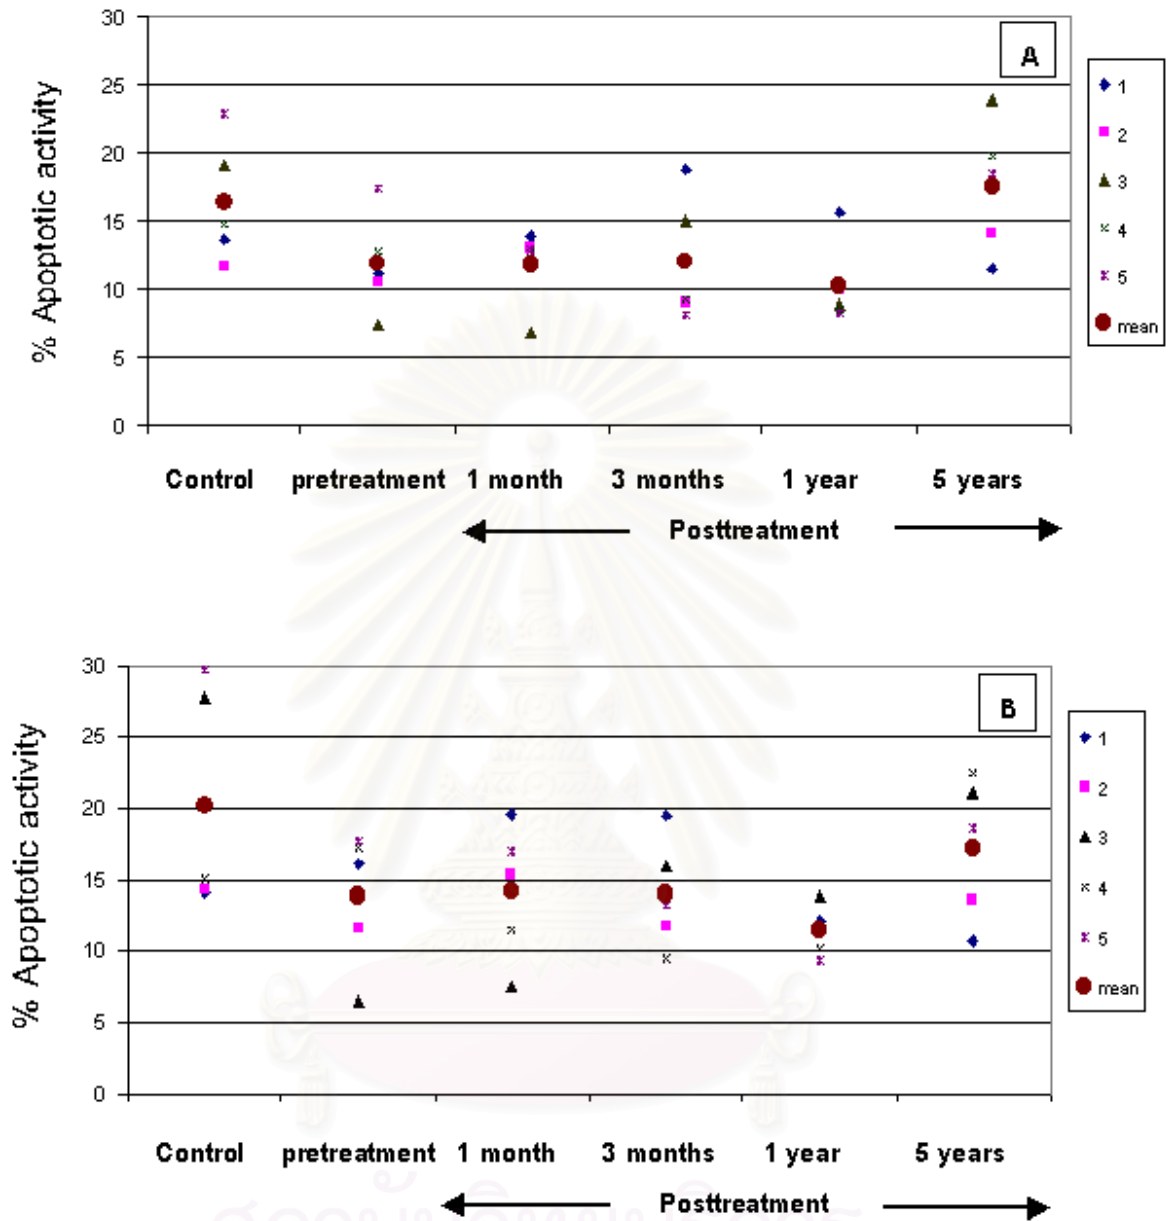 30
A
25
20
15
10
5
0
% Apoptotic activity
1
2
3
4
5
mean
Control pretreatment 1 month 3 months 1 year 5 years
Posttreatment
30
B
25
20
15
10
5
0
% Apoptotic activity
1
2
3
4
5
mean
Control pretreatment 1 month 3 months 1 year 5 years
Posttreatment